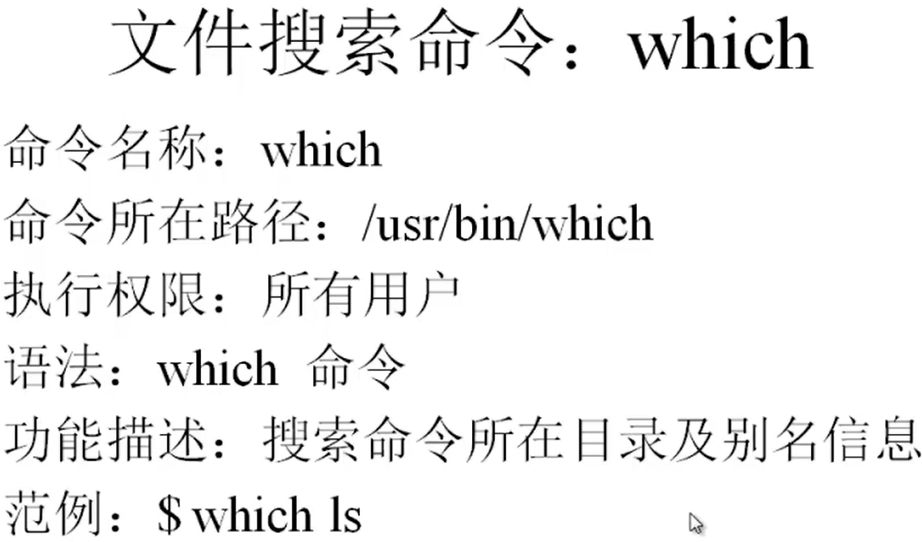 文件搜索命令：which
命令名称：which
命令所在路径：/usr/bin/which
执行权限：所有用户
语法：which 命令
功能描述：搜索命令所在目录及别名信息
范例：$ which ls